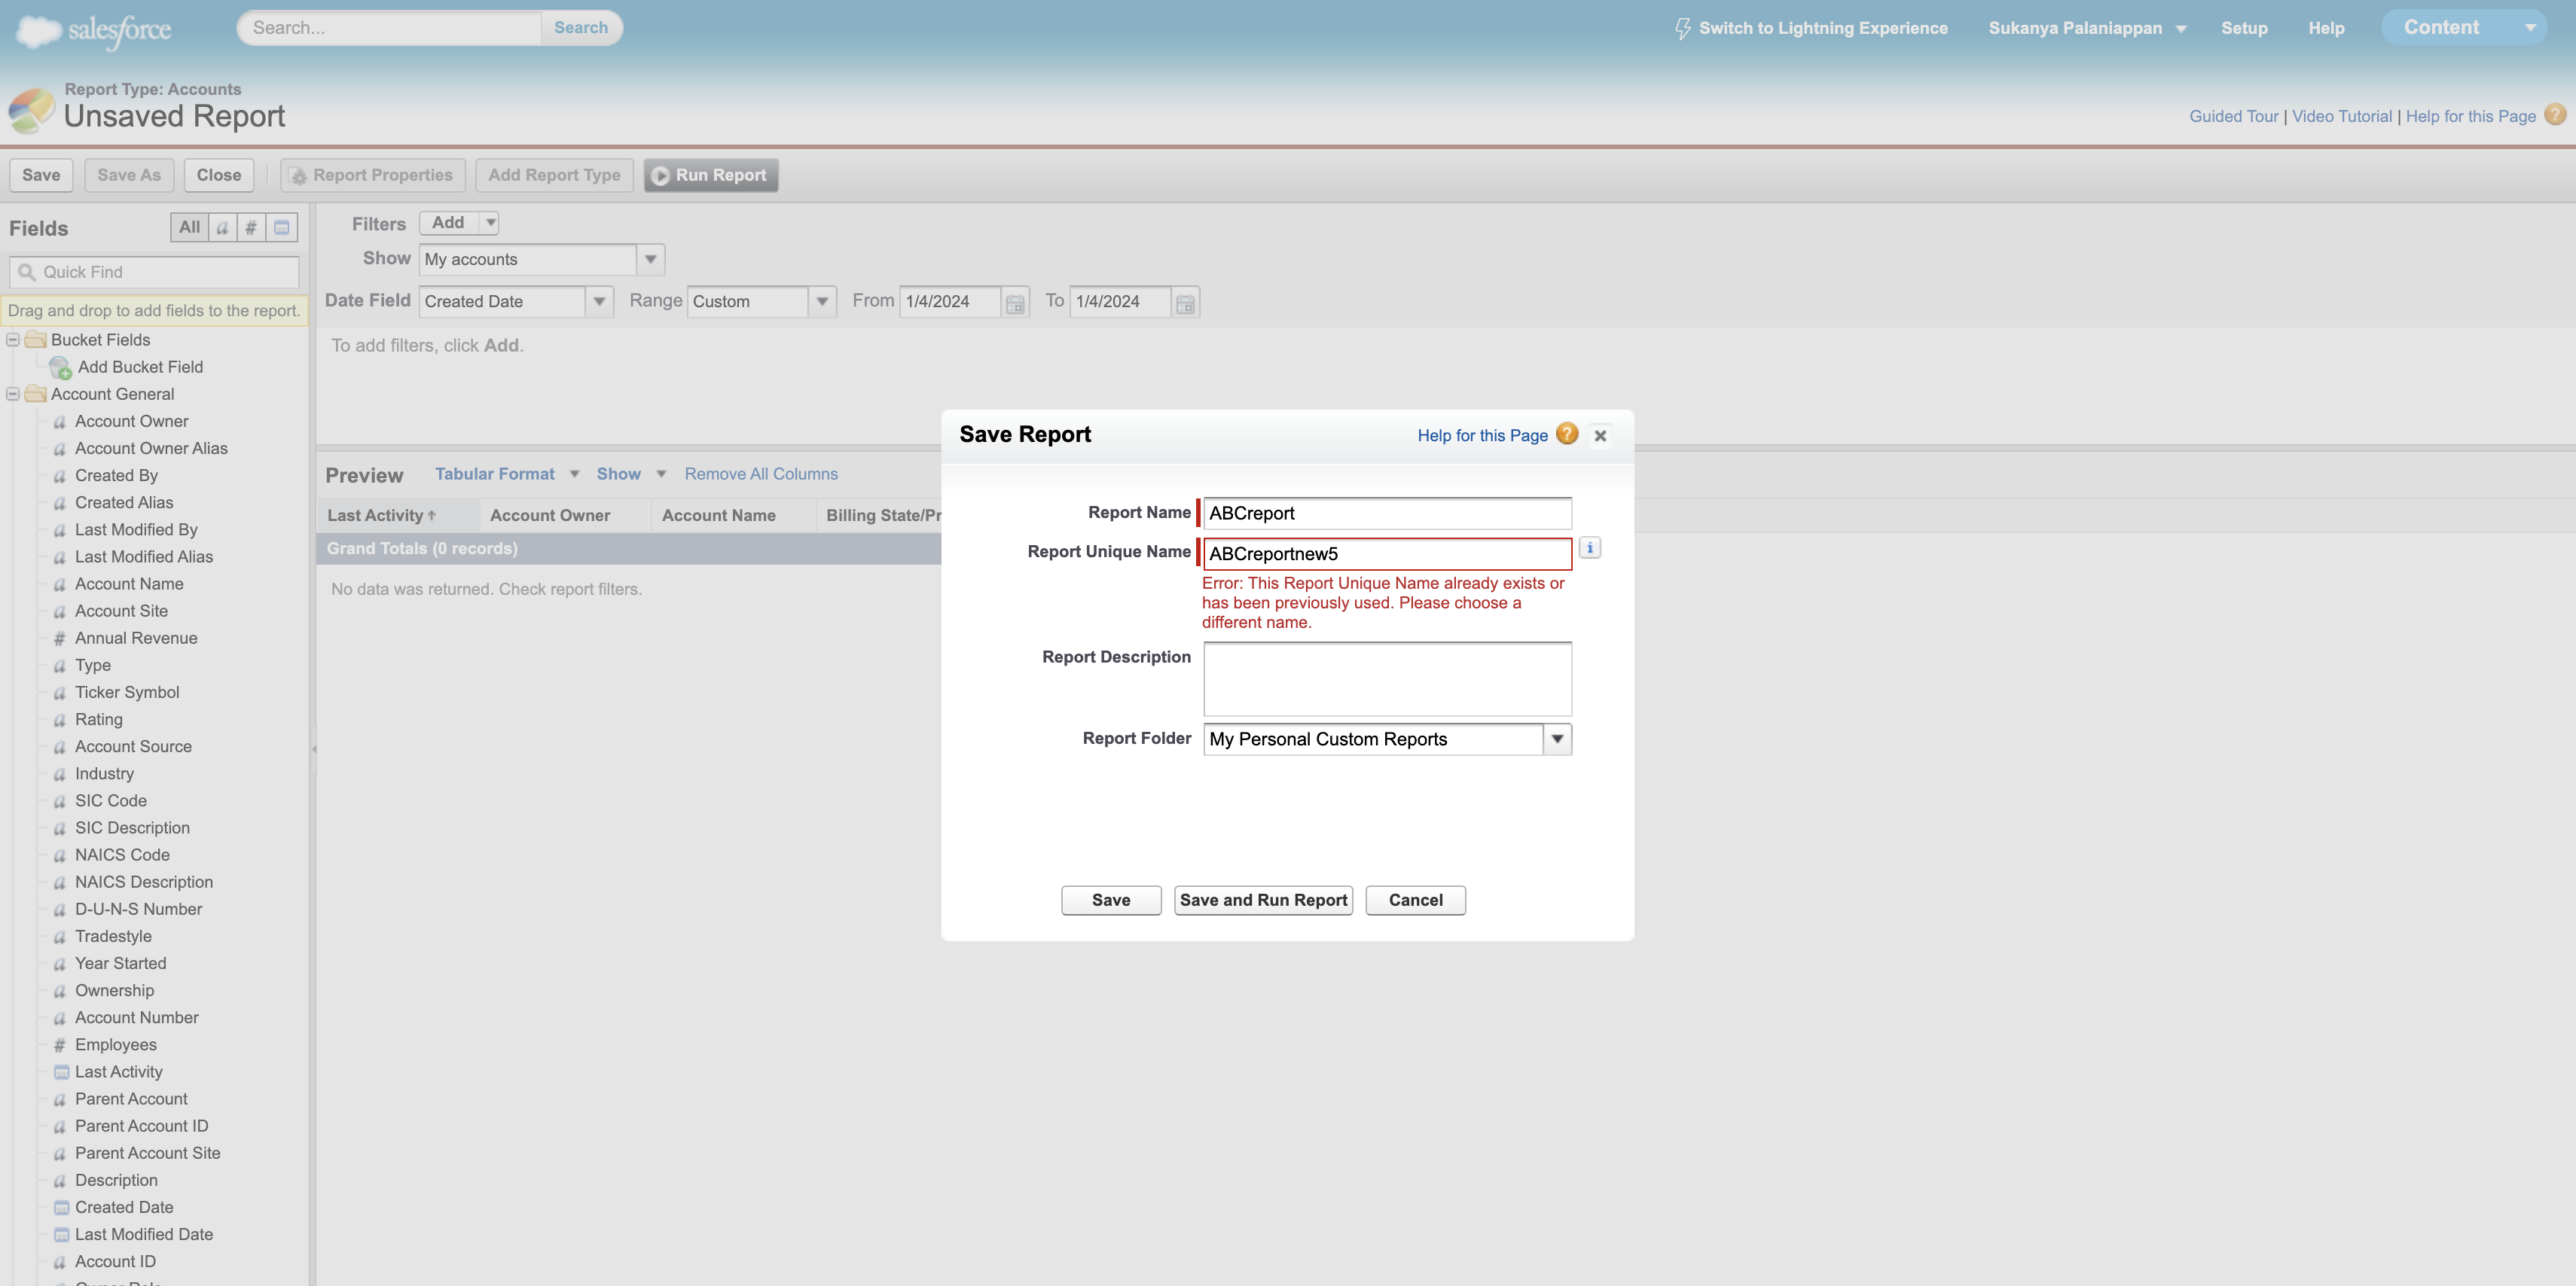 salesforce
Search...
Search
Switch to Lightning Experience
Sukanya Palaniappan
Setup
Help
Content
Report Type: Accounts
Unsaved Report
Guided Tour | Video Tutorial | Help for this Page ?
Save
Save As
Close
Report Properties
Add Report Type
Run Report
Fields
All
a
#
Quick Find
Drag and drop to add fields to the report.
Bucket Fields
Add Bucket Field
Account General
a Account Owner
a Account Owner Alias
a Created By
a Created Alias
a Last Modified By
a Last Modified Alias
a Account Name
a Account Site
# Annual Revenue
a Type
a Ticker Symbol
a Rating
a Account Source
a Industry
a SIC Code
a SIC Description
a NAICS Code
a NAICS Description
a D-U-N-S Number
a Tradestyle
a Year Started
a Ownership
a Account Number
# Employees
Last Activity
a Parent Account
a Parent Account ID
a Parent Account Site
a Description
Created Date
Last Modified Date
a Account ID
Filters
Add
Show
My accounts
Date Field
Created Date
Range
Custom
From
1/4/2024
To
1/4/2024
To add filters, click Add.
Preview
Tabular Format
Show
Remove All Columns
Last Activity
Account Owner
Account Name
Billing State/Pr
Grand Totals (0 records)
No data was returned. Check report filters.
Save Report
Help for this Page ?
Report Name
ABCreport
Report Unique Name
ABCreportnew5
i
Error: This Report Unique Name already exists or
has been previously used. Please choose a
different name.
Report Description
Report Folder
My Personal Custom Reports
Save
Save and Run Report
Cancel